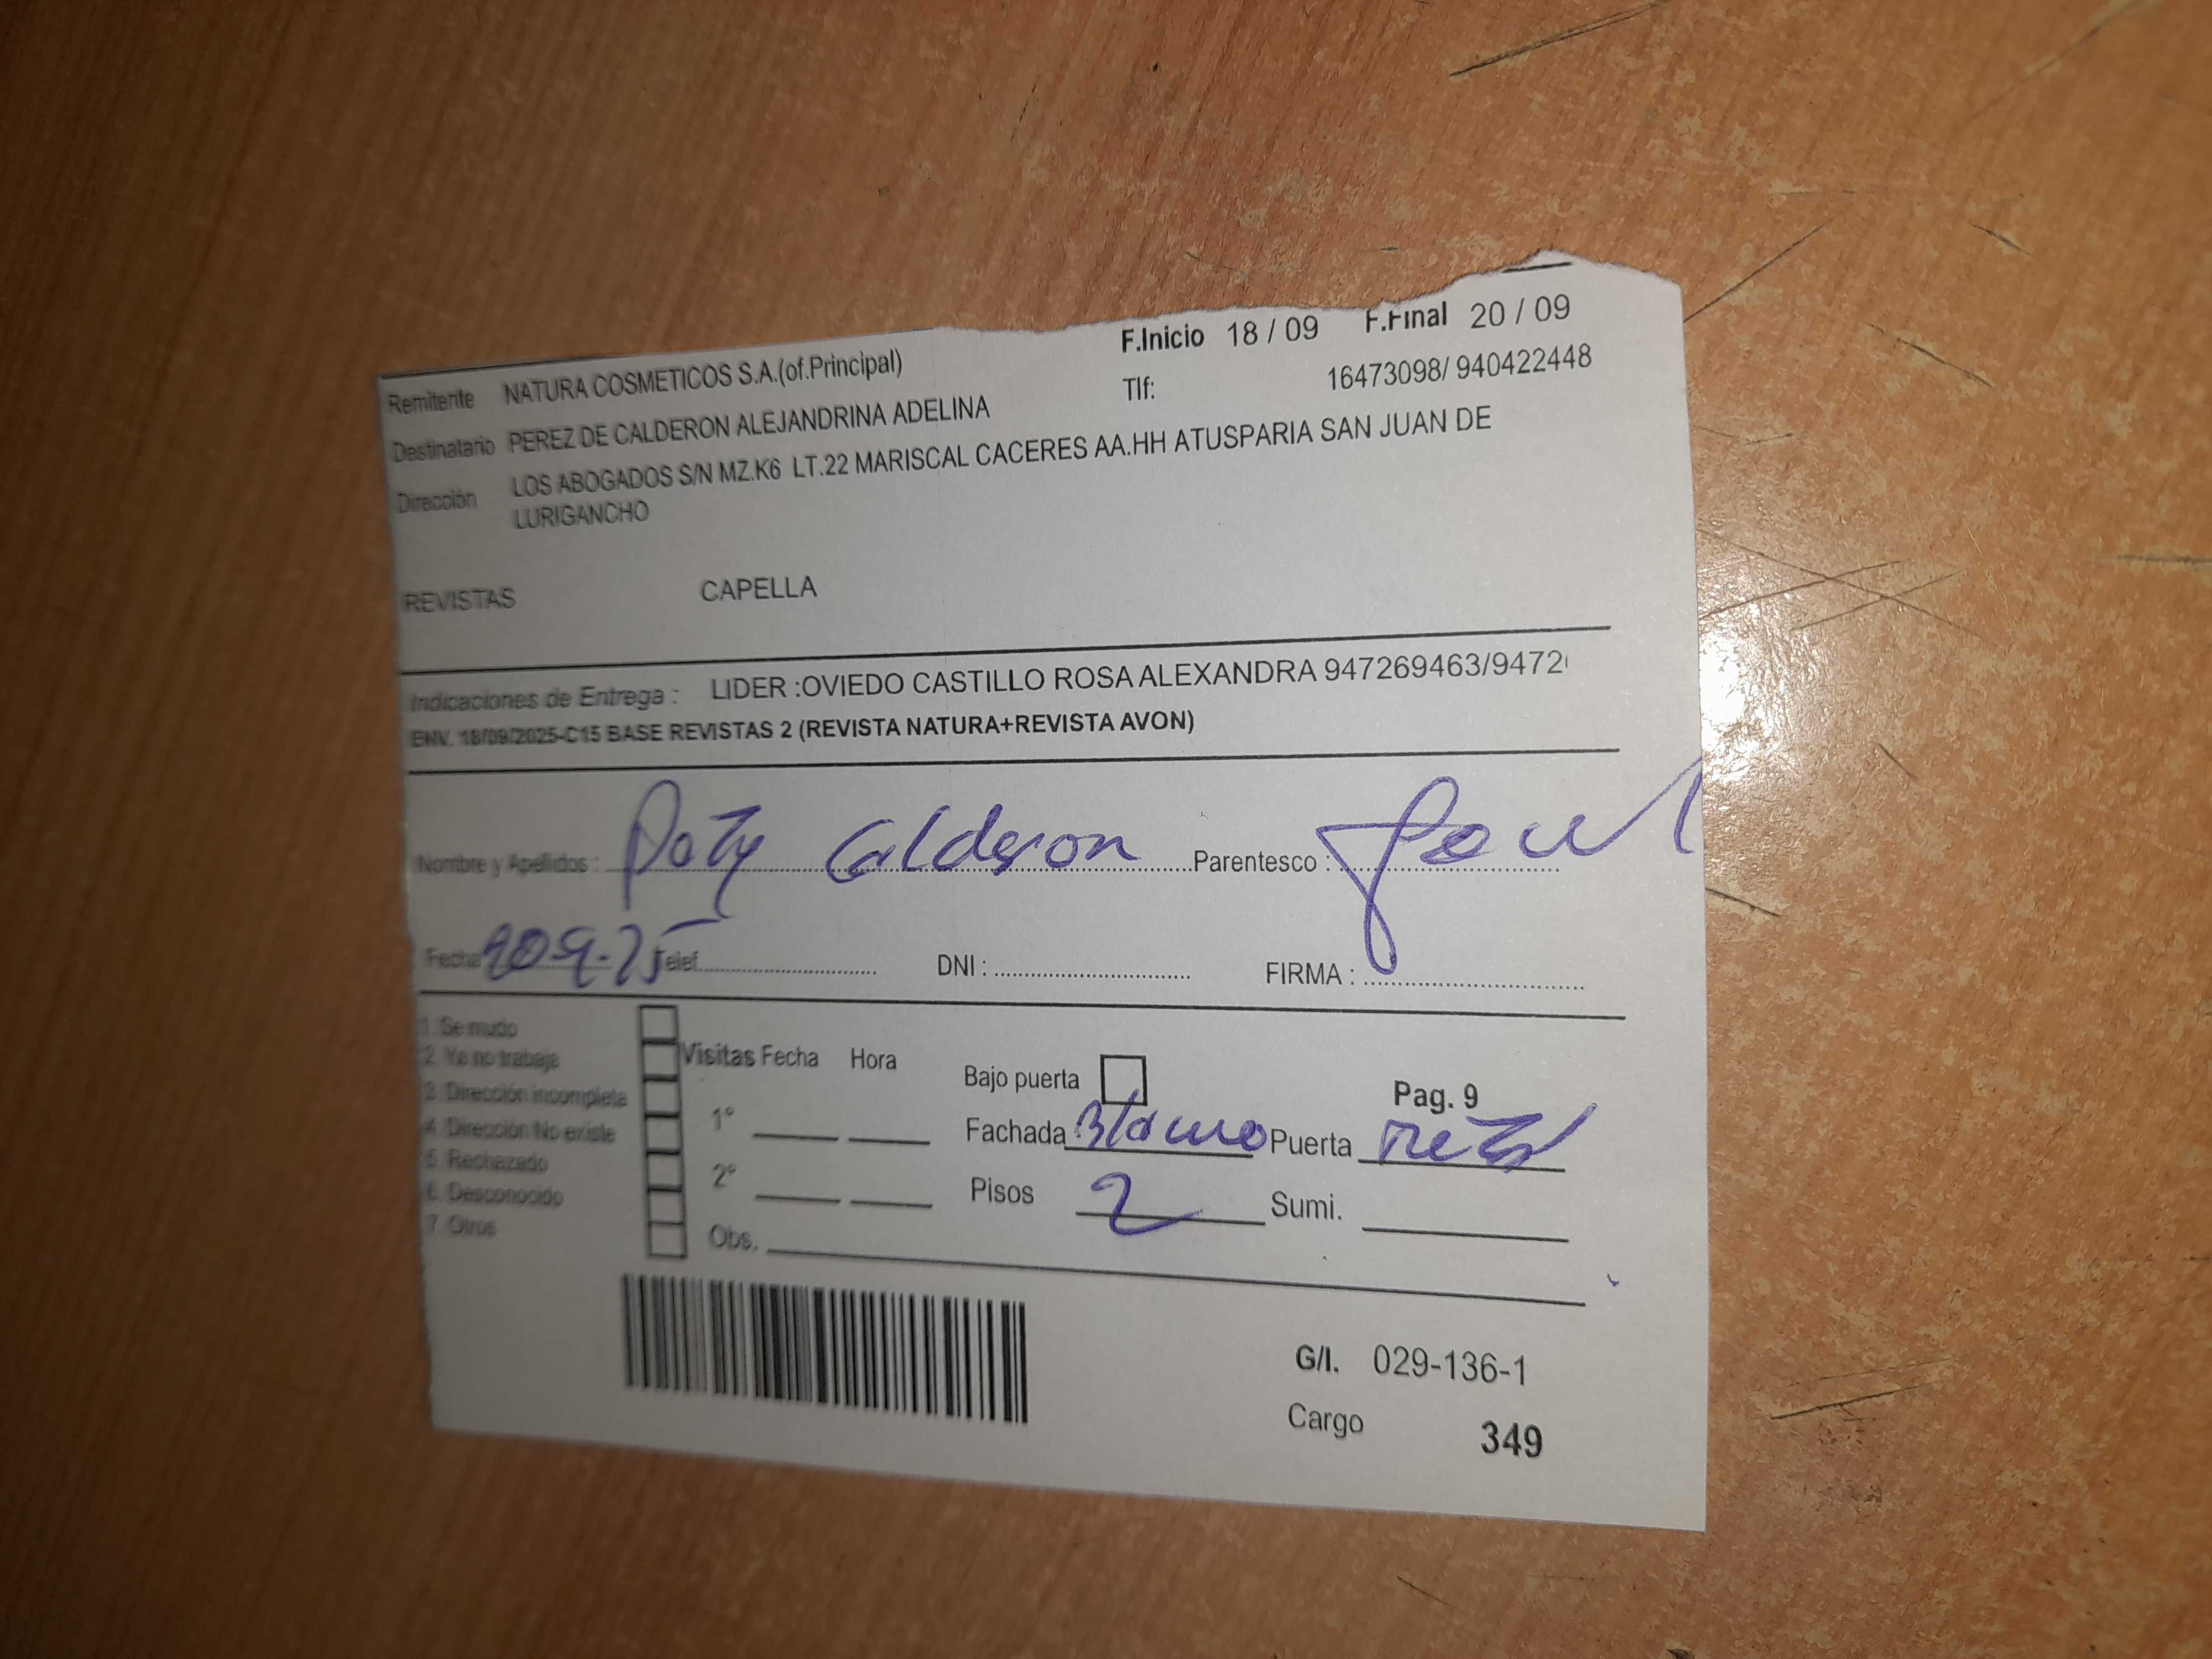 F.Inicio 18 / 09 F.Final 20 / 09
Remitente NATURA COSMETICOS S.A.(of.Principal) Tlf: 16473098/ 940422448
Destinatario PEREZ DE CALDERON ALEJANDRINA ADELINA
Dirección LOS ABOGADOS S/N MZ.K6 LT.22 MARISCAL CACERES AA.HH ATUSPARIA SAN JUAN DE
LURIGANCHO
REVISTAS CAPELLA
Indicaciones de Entrega : LIDER :OVIEDO CASTILLO ROSA ALEXANDRA 947269463/9472
ENV. 18/09/2025-C15 BASE REVISTAS 2 (REVISTA NATURA+REVISTA AVON)
Nombre y Apellidos : Paty Calderon Parentesco :
Fecha Telef. DNI : FIRMA :
1. Se mudo
2. Ya no trabaja Visitas Fecha Hora Bajo puerta Pag. 9
3. Dirección incompleta
4. Dirección No existe 1° Fachada Blanco Puerta Metal
5. Rechazado
6. Desconocido 2° Pisos 2 Sumi.
7. Otros Obs.
G/I. 029-136-1
Cargo 349